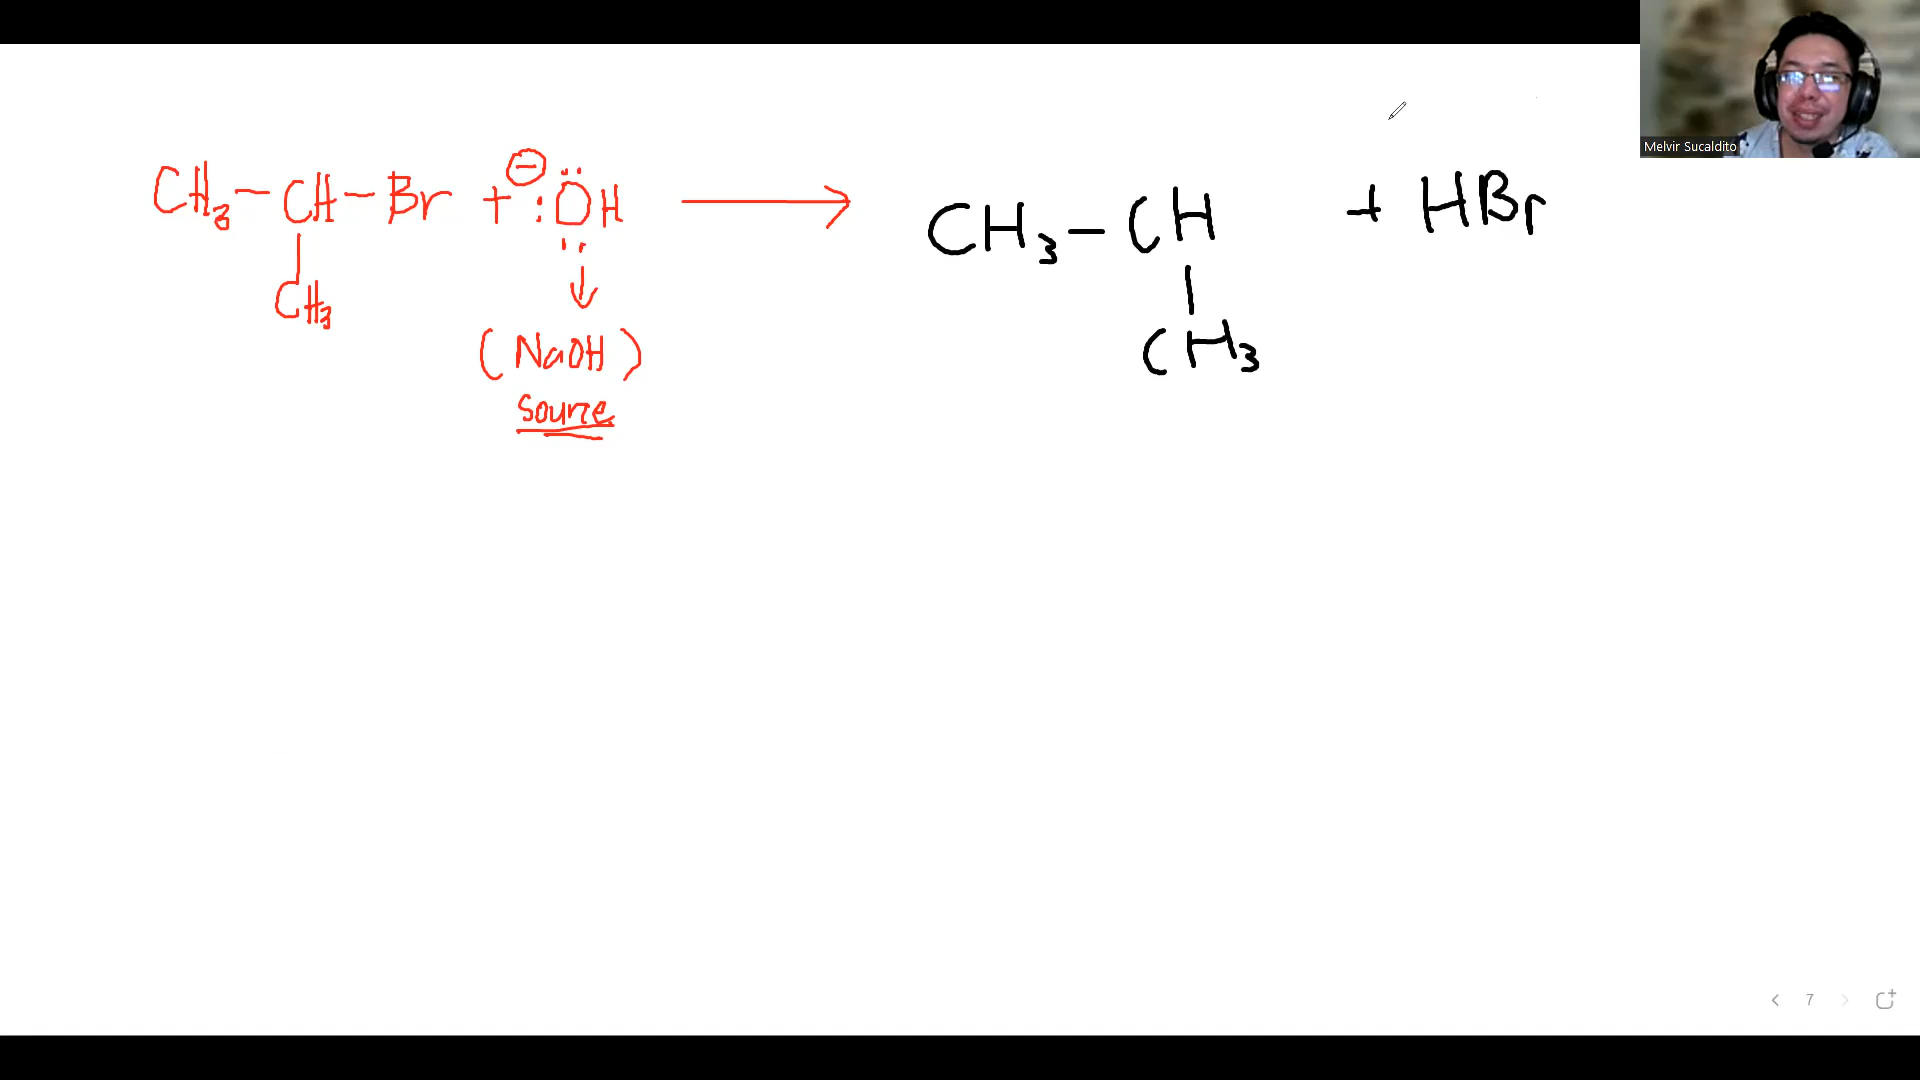 Melvir Sucaldito
CH3 - CH - Br + ⊖:ÖH ⟶ CH3 - CH + HBr
CH3
CH3
(NaOH)
source
7